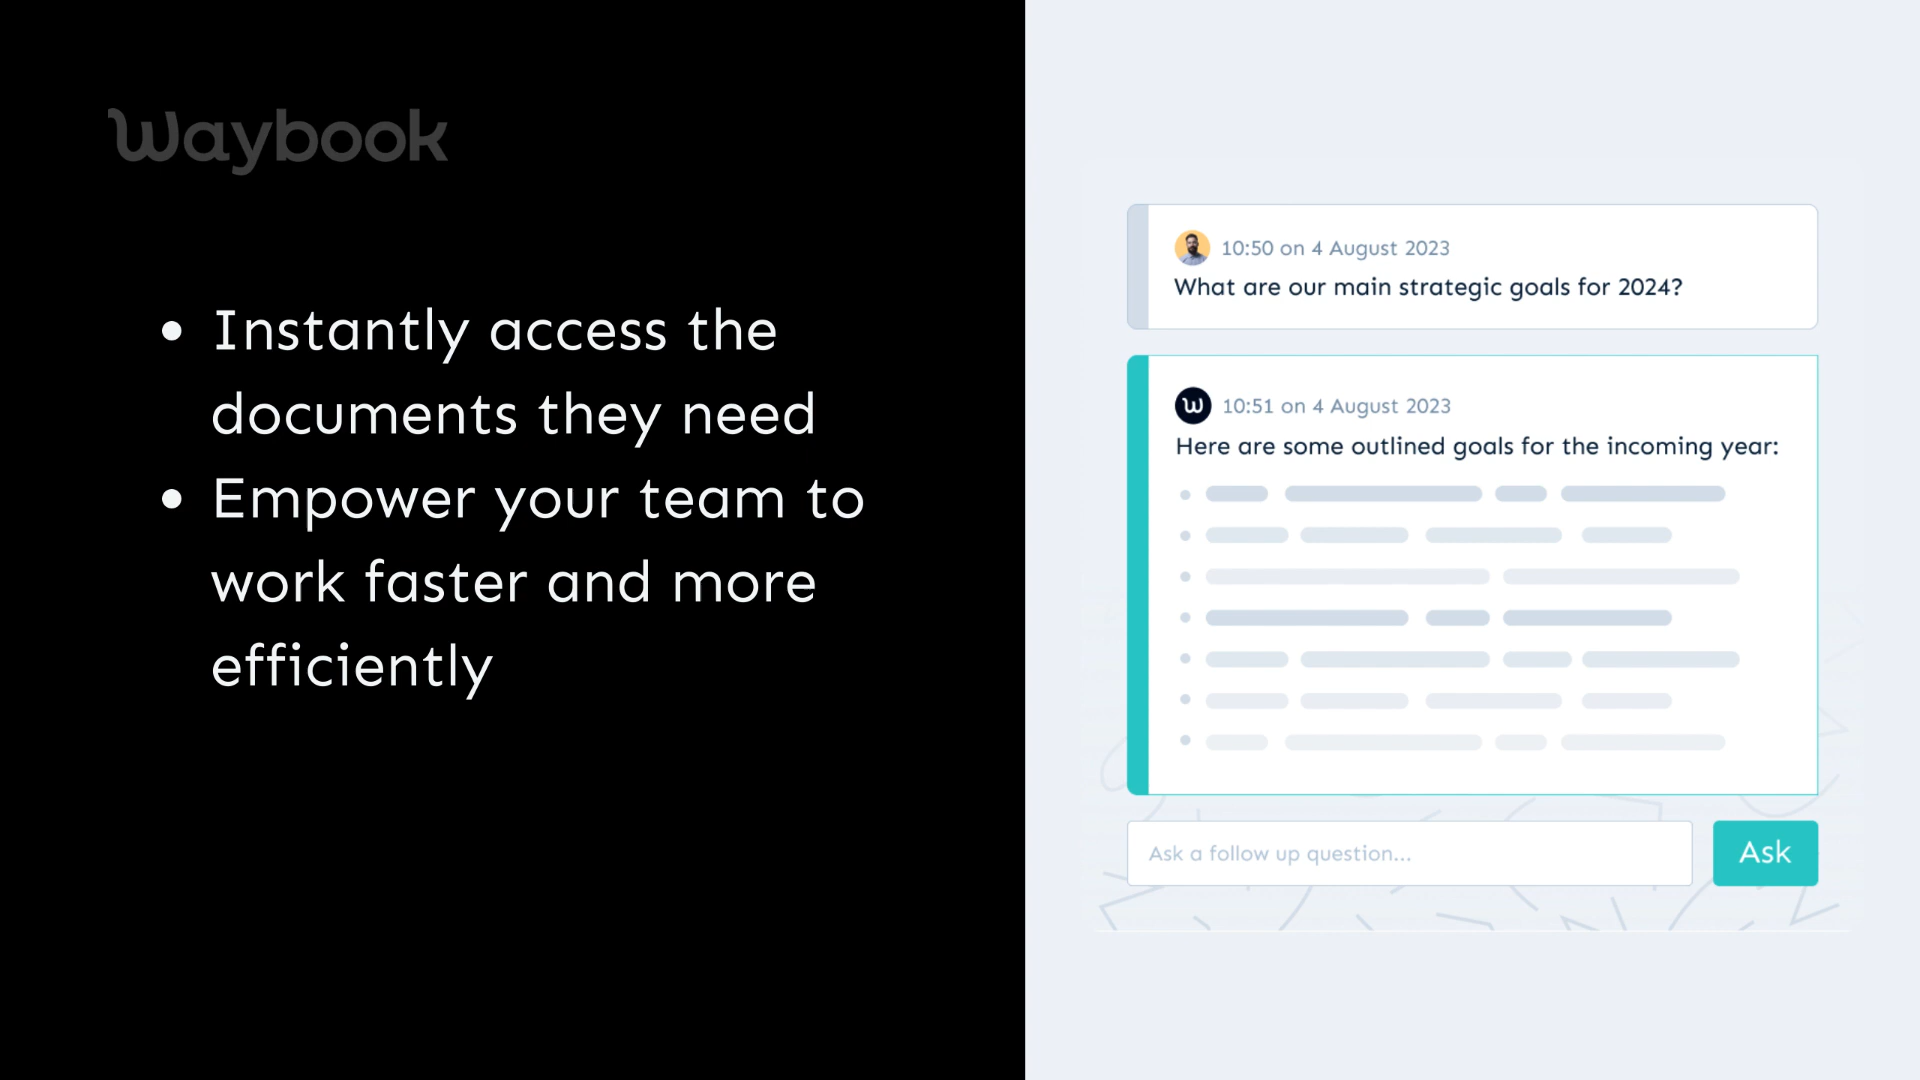 Waybook
• Instantly access the
documents they need
• Empower your team to
work faster and more
efficiently
10:50 on 4 August 2023
What are our main strategic goals for 2024?
W 10:51 on 4 August 2023
Here are some outlined goals for the incoming year:
Ask a follow up question...
Ask